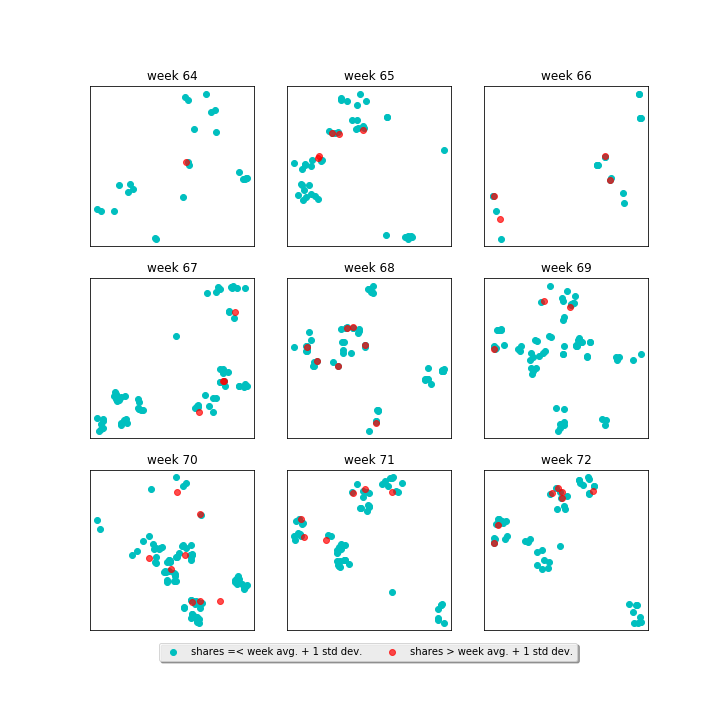 week 64
week 65
week 66
week 67
week 68
week 69
week 70
week 71
week 72
shares =< week avg. + 1 std dev.
shares > week avg. + 1 std dev.